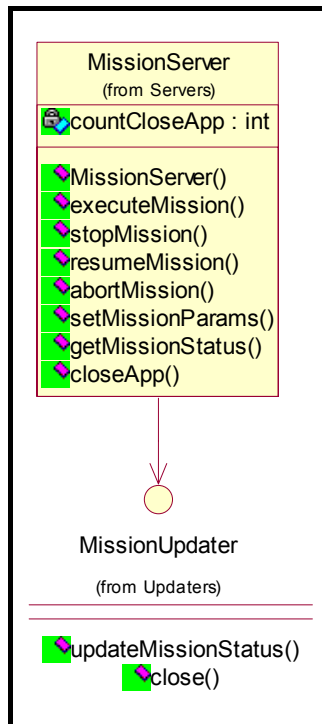 MissionServer
(from Servers)
countCloseApp : int
MissionServer()
executeMission()
stopMission()
resumeMission()
abortMission()
setMissionParams()
getMissionStatus()
closeApp()
MissionUpdater
(from Updaters)
updateMissionStatus()
close()